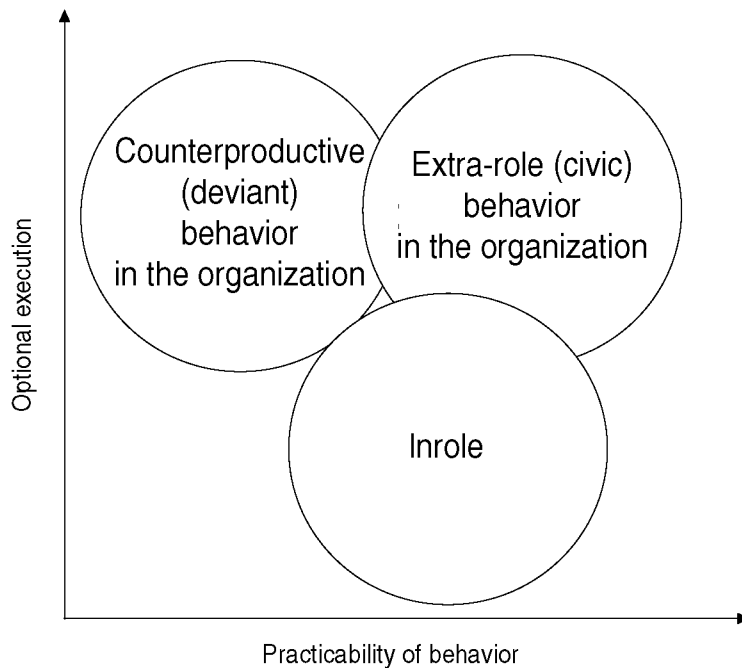 Counterproductive
(deviant)
behavior
in the organization
Extra-role (civic)
behavior
in the organization
Inrole
Optional execution
Practicability of behavior